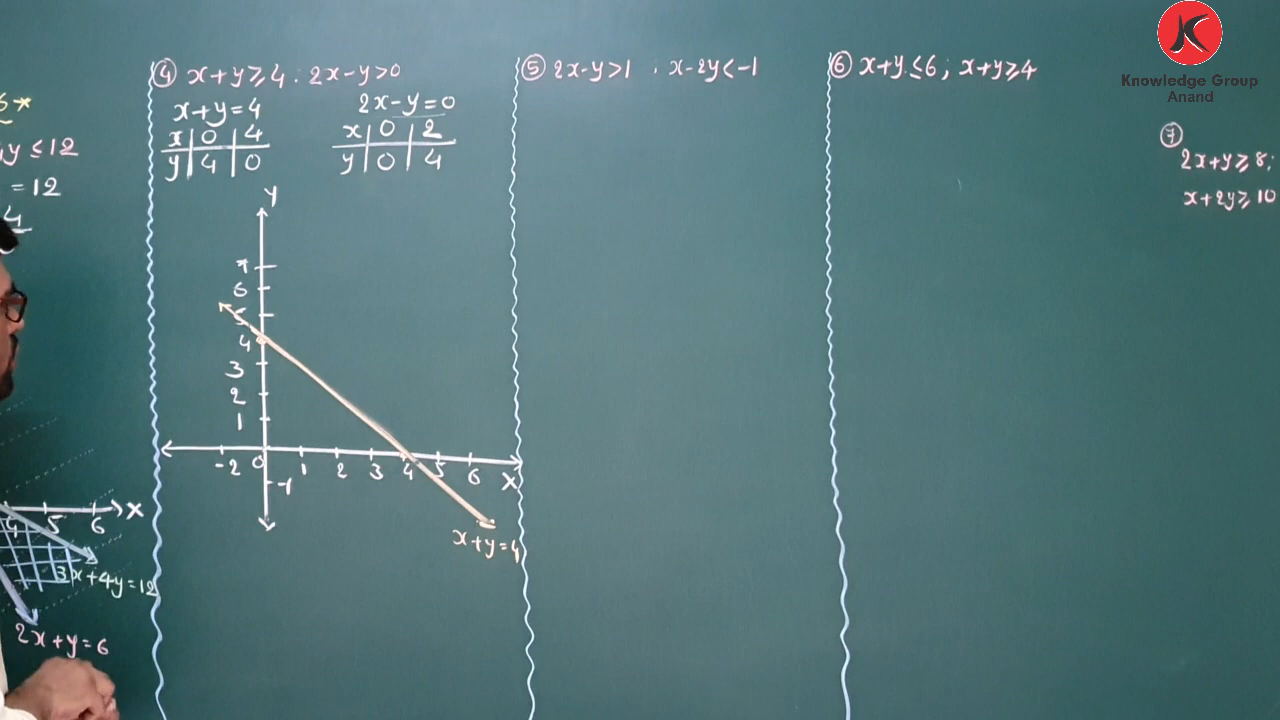 6 *
y ≤ 12
= 12
4
④ x + y ≥ 4 ; 2x - y > 0
x + y = 4
x | 0 | 4
y | 4 | 0
2x - y = 0
x | 0 | 2
y | 0 | 4
Y
7
6
5
4
3
2
1
-2 0 1 2 3 4 5 6 X
-1
x + y = 4
4 5 6 X
3x + 4y = 12
2x + y = 6
⑤ 2x - y > 1 , x - 2y < -1
⑥ x + y ≤ 6 ; x + y ≥ 4
K
Knowledge Group
Anand
⑦
2x + y ≥ 8 ;
x + 2y ≥ 10